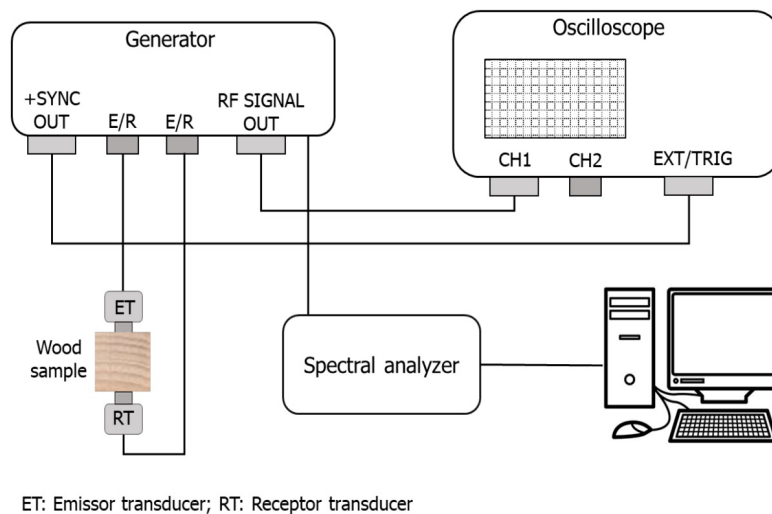 Generator
Oscilloscope
+SYNC
OUT
E/R
E/R
RF SIGNAL
OUT
CH1
CH2
EXT/TRIG
ET
Wood
sample
RT
Spectral analyzer
ET: Emissor transducer; RT: Receptor transducer